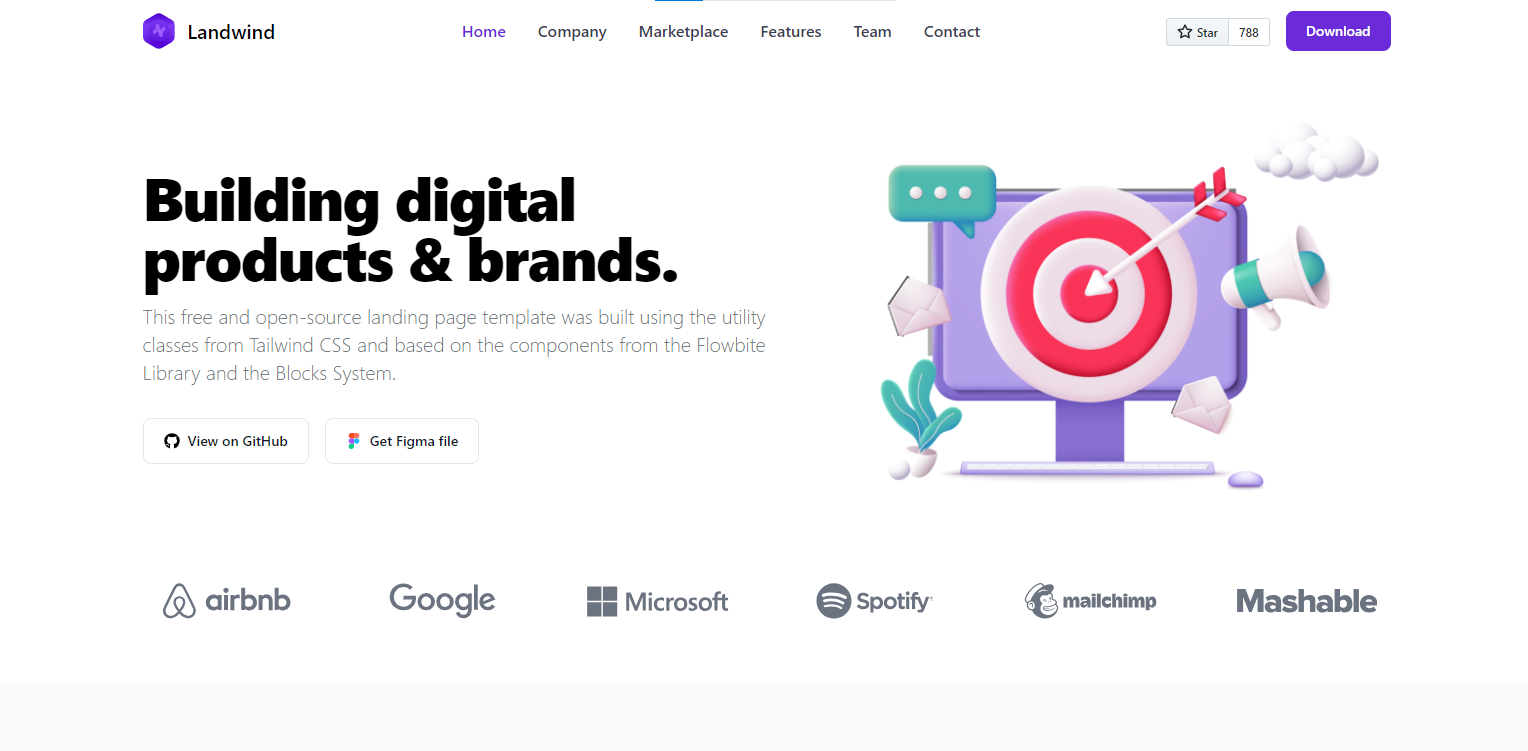 Landwind
Home Company Marketplace Features Team Contact
Star 788
Download
Building digital
products & brands.
This free and open-source landing page template was built using the utility
classes from Tailwind CSS and based on the components from the Flowbite
Library and the Blocks System.
View on GitHub Get Figma file
airbnb Google Microsoft Spotify mailchimp Mashable